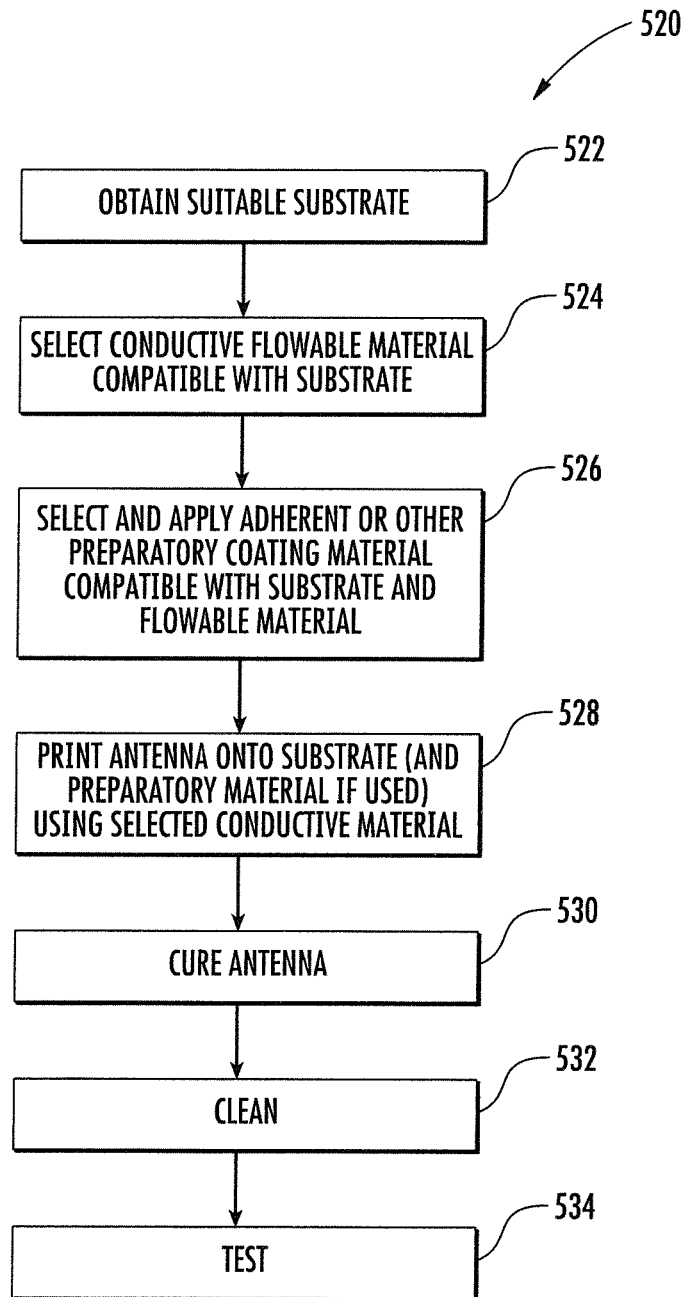 520
522
OBTAIN SUITABLE SUBSTRATE
524
SELECT CONDUCTIVE FLOWABLE MATERIAL
COMPATIBLE WITH SUBSTRATE
526
SELECT AND APPLY ADHERENT OR OTHER
PREPARATORY COATING MATERIAL
COMPATIBLE WITH SUBSTRATE AND
FLOWABLE MATERIAL
528
PRINT ANTENNA ONTO SUBSTRATE (AND
PREPARATORY MATERIAL IF USED)
USING SELECTED CONDUCTIVE MATERIAL
530
CURE ANTENNA
532
CLEAN
534
TEST